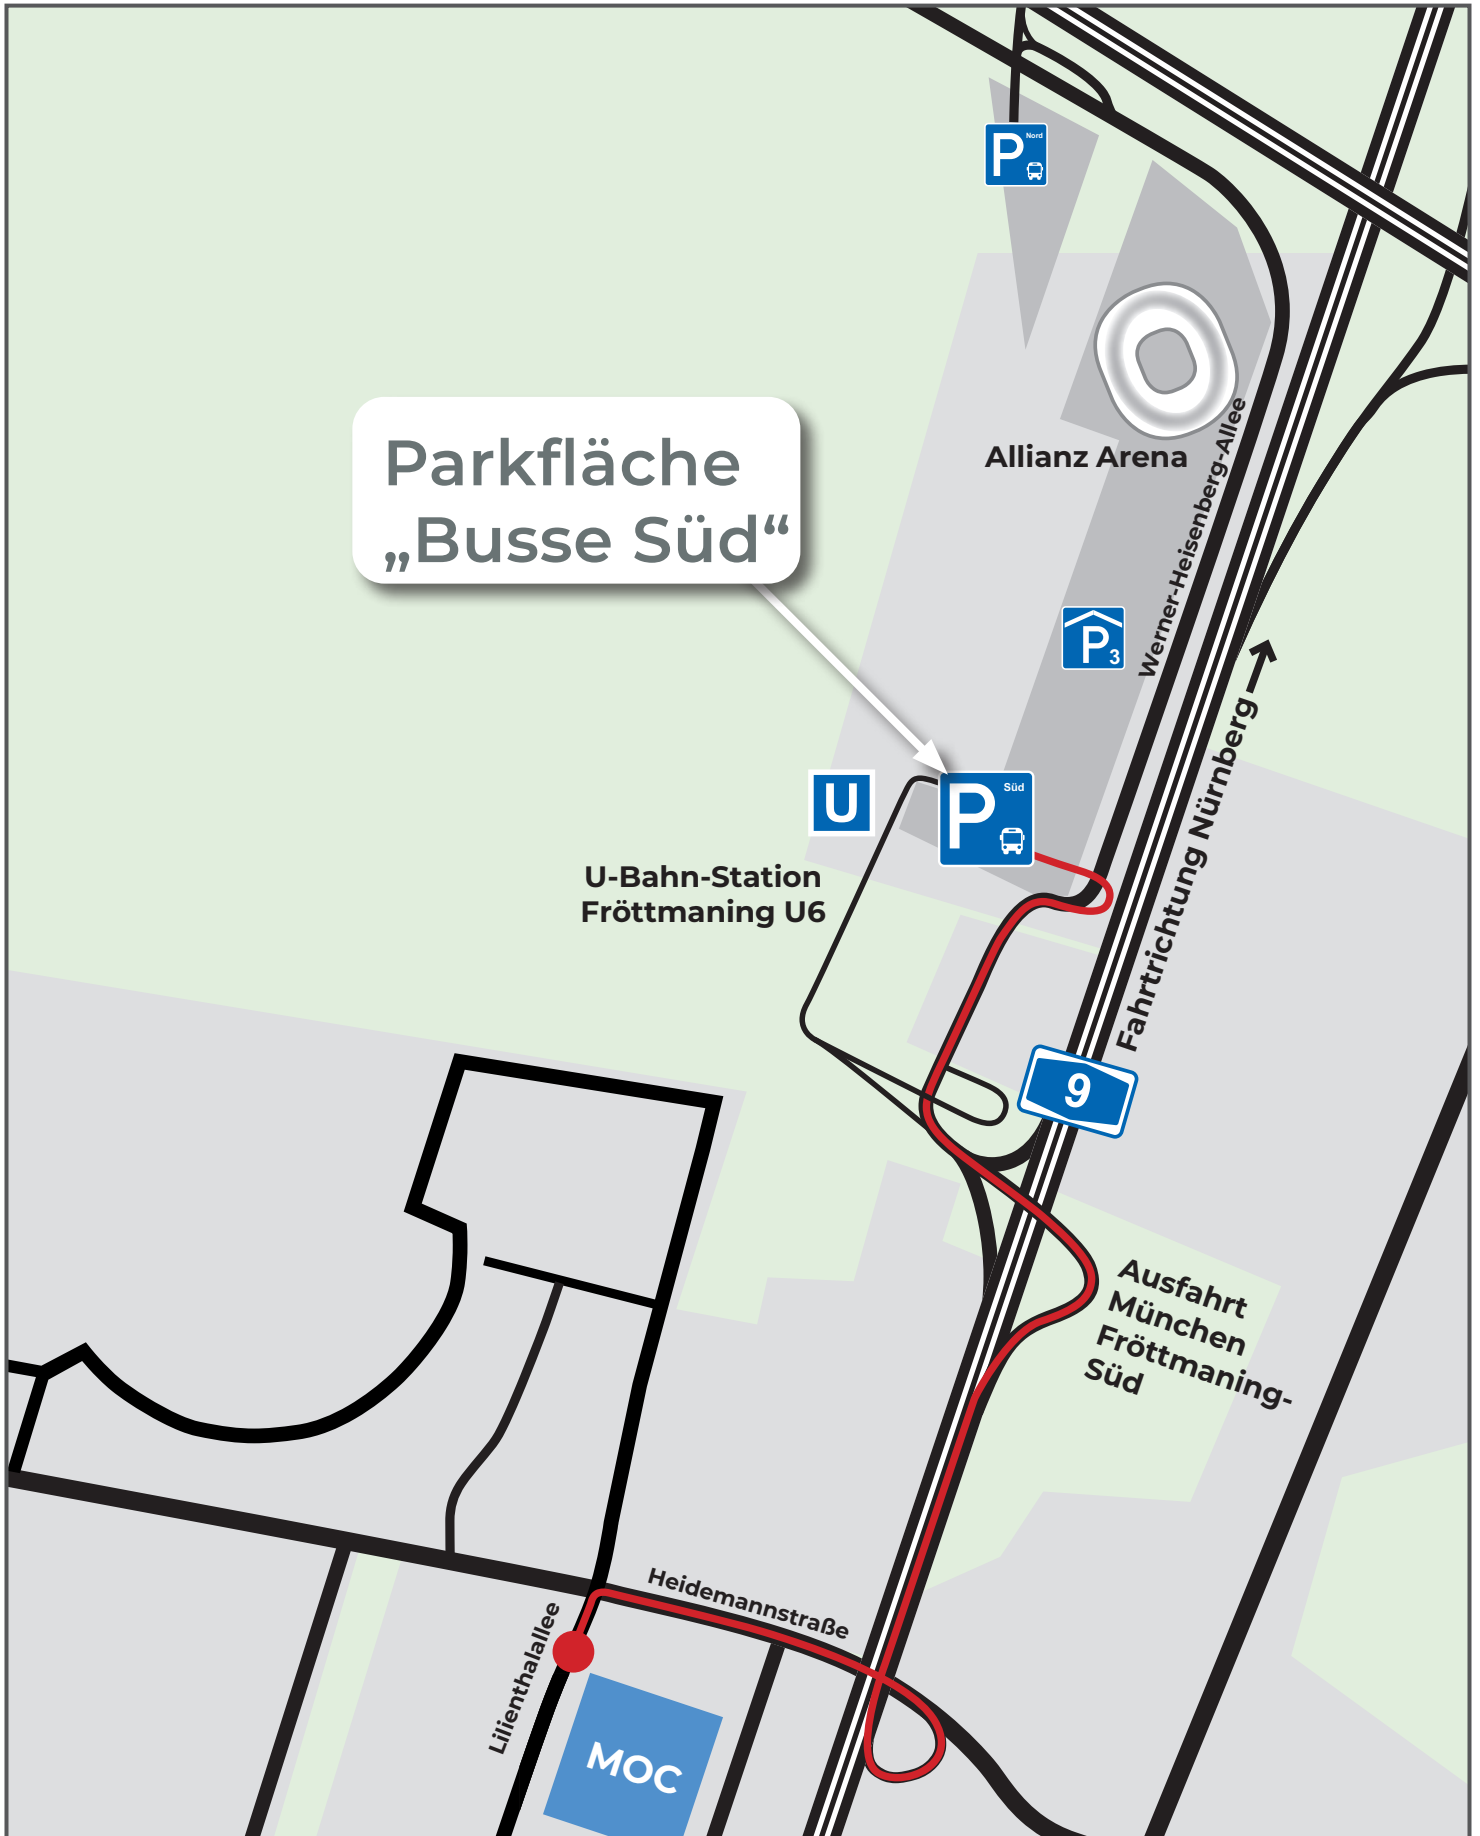 P Nord
Parkfläche
„Busse Süd“
Allianz Arena
Werner-Heisenberg-Allee
P3
Fahrtrichtung Nürnberg
U
P Süd
U-Bahn-Station
Fröttmaning U6
9
Ausfahrt
München
Fröttmaning-
Süd
Heidemannstraße
Lilienthalallee
MOC